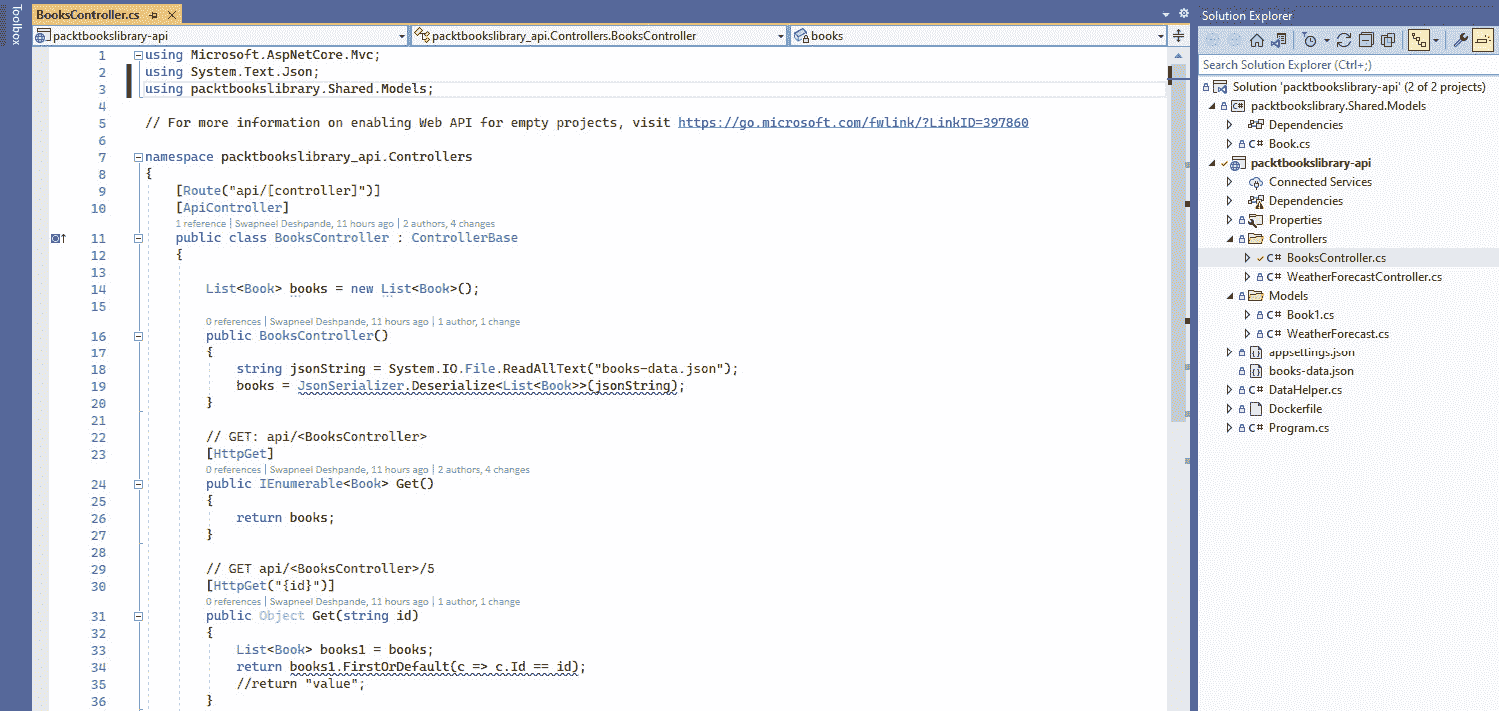 Toolbox
BooksController.cs
packtbookslibrary-api
packtbookslibrary_api.Controllers.BooksController
books
1 using Microsoft.AspNetCore.Mvc;
2 using System.Text.Json;
3 using packtbookslibrary.Shared.Models;
4
5 // For more information on enabling Web API for empty projects, visit https://go.microsoft.com/fwlink/?LinkID=397860
6
7 namespace packtbookslibrary_api.Controllers
8 {
9 [Route("api/[controller]")]
10 [ApiController]
1 reference | Swapneel Deshpande, 11 hours ago | 2 authors, 4 changes
11 public class BooksController : ControllerBase
12 {
13
14 List<Book> books = new List<Book>();
15
0 references | Swapneel Deshpande, 11 hours ago | 1 author, 1 change
16 public BooksController()
17 {
18 string jsonString = System.IO.File.ReadAllText("books-data.json");
19 books = JsonSerializer.Deserialize<List<Book>>(jsonString);
20 }
21
22 // GET: api/<BooksController>
23 [HttpGet]
0 references | Swapneel Deshpande, 11 hours ago | 2 authors, 4 changes
24 public IEnumerable<Book> Get()
25 {
26 return books;
27 }
28
29 // GET api/<BooksController>/5
30 [HttpGet("{id}")]
0 references | Swapneel Deshpande, 11 hours ago | 1 author, 1 change
31 public Object Get(string id)
32 {
33 List<Book> books1 = books;
34 return books1.FirstOrDefault(c => c.Id == id);
35 //return "value";
36 }
Solution Explorer
Search Solution Explorer (Ctrl+;)
Solution 'packtbookslibrary-api' (2 of 2 projects)
packtbookslibrary.Shared.Models
Dependencies
C# Book.cs
packtbookslibrary-api
Connected Services
Dependencies
Properties
Controllers
C# BooksController.cs
C# WeatherForecastController.cs
Models
C# Book1.cs
C# WeatherForecast.cs
appsettings.json
books-data.json
C# DataHelper.cs
Dockerfile
C# Program.cs